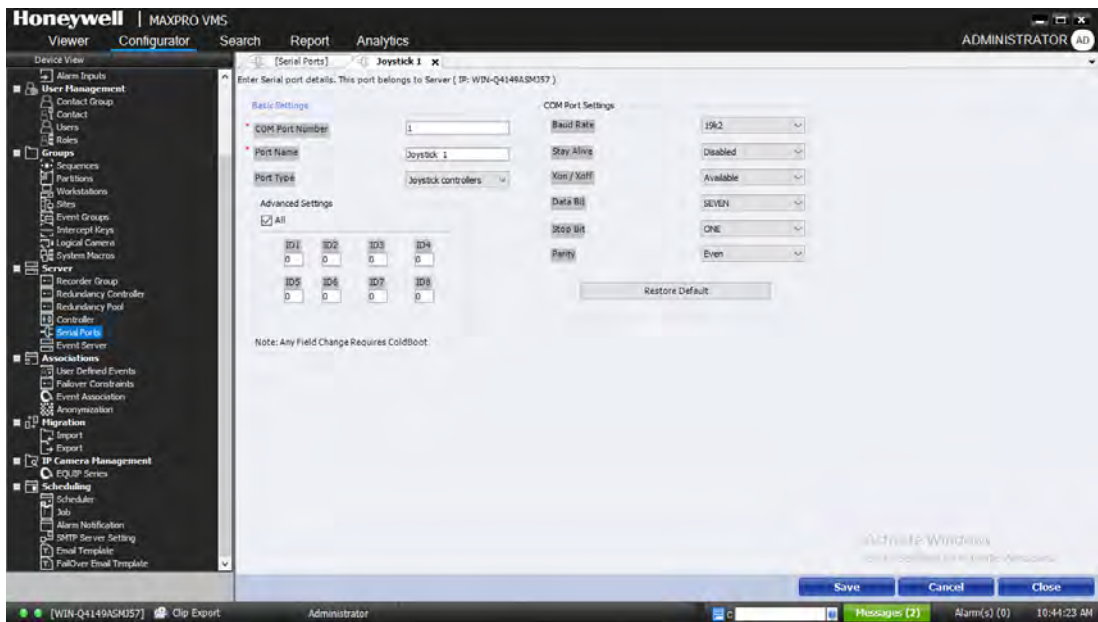 Honeywell | MAXPRO VMS
Viewer Configurator Search Report Analytics ADMINISTRATOR AD
Device View
[Serial Ports] Joystick 1 x
Alarm Inputs
User Management
Contact Group
Contact
Users
Roles
Groups
Sequences
Partitions
Workstations
Sites
Event Groups
Intercept Keys
Logical Camera
System Macros
Server
Recorder Group
Redundancy Controller
Redundancy Pool
Controller
Serial Ports
Event Server
Associations
User Defined Events
Failover Constraints
Event Association
Anonymization
Migration
Import
Export
IP Camera Management
EQUIP Series
Scheduling
Scheduler
Job
Alarm Notification
SMTP Server Setting
Email Template
FailOver Email Template
Enter Serial port details. This port belongs to Server ( IP: WIN-Q4149ASMJ57 )
Basic Settings
* COM Port Number 1
* Port Name Joystick 1
Port Type Joystick controllers
Advanced Settings
All
ID1 ID2 ID3 ID4
0 0 0 0
ID5 ID6 ID7 ID8
0 0 0 0
Note: Any Field Change Requires ColdBoot
COM Port Settings
Baud Rate 19k2
Stay Alive Disabled
Xon / Xoff Available
Data Bit SEVEN
Stop Bit ONE
Parity Even
Restore Default
Activate Windows
Save Cancel Close
[WIN-Q4149ASMJ57] Clip Export Administrator C Messages (2) Alarm(s) (0) 10:44:23 AM